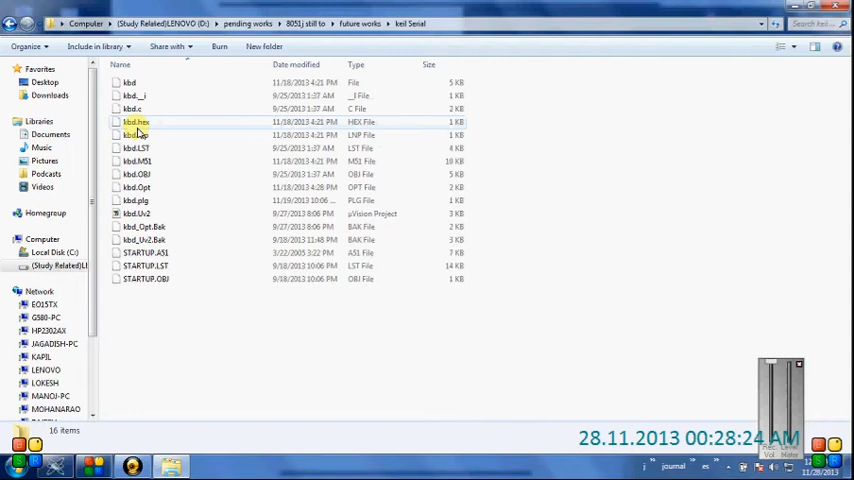 Computer ▸ (Study Related)LENOVO (D:) ▸ pending works ▸ 8051j still to ▸ future works ▸ keil Serial
Search keil Serial
Organize Include in library Share with Burn New folder
Name Date modified Type Size
Favorites
Desktop
Downloads
Libraries
Documents
Music
Pictures
Podcasts
Videos
Homegroup
Computer
Local Disk (C:)
(Study Related)LE
Network
EO15TX
G580-PC
HP2302AX
JAGADISH-PC
KAPIL
LENOVO
LOKESH
MANOJ-PC
MOHANARAO
kbd 11/18/2013 4:21 PM File 5 KB
kbd.__i 9/25/2013 1:37 AM __I File 1 KB
kbd.c 9/25/2013 1:37 AM C File 2 KB
kbd.hex 11/18/2013 4:21 PM HEX File 1 KB
11/18/2013 4:21 PM LNP File 1 KB
kbd.LST 9/25/2013 1:37 AM LST File 4 KB
kbd.M51 11/18/2013 4:21 PM M51 File 10 KB
kbd.OBJ 9/25/2013 1:37 AM OBJ File 5 KB
kbd.Opt 11/18/2013 4:28 PM OPT File 2 KB
kbd.plg 11/19/2013 10:06 ... PLG File 1 KB
kbd.Uv2 9/27/2013 8:06 PM µVision Project 3 KB
kbd_Opt.Bak 9/27/2013 8:06 PM BAK File 2 KB
kbd_Uv2.Bak 9/18/2013 11:48 PM BAK File 3 KB
STARTUP.A51 3/22/2005 3:22 PM A51 File 7 KB
STARTUP.LST 9/18/2013 10:06 PM LST File 14 KB
STARTUP.OBJ 9/18/2013 10:06 PM OBJ File 1 KB
16 items
28.11.2013 00:28:24 AM
Rec. Level
Vol Meter
j journal es
11/28/2013